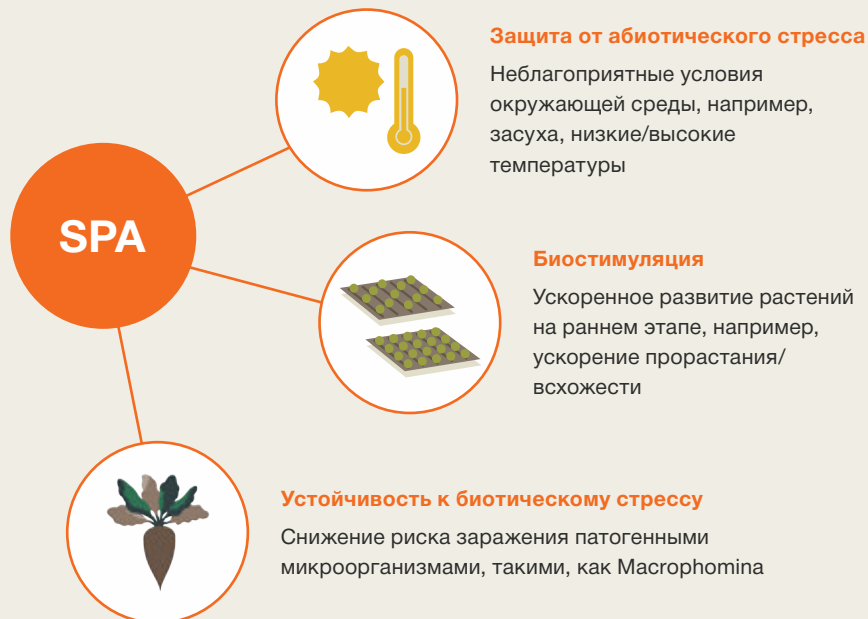 Защита от абиотического стресса
Неблагоприятные условия
окружающей среды, например,
засуха, низкие/высокие
температуры
SPA
Биостимуляция
Ускоренное развитие растений
на раннем этапе, например,
ускорение прорастания/
всхожести
Устойчивость к биотическому стрессу
Снижение риска заражения патогенными
микроорганизмами, такими, как Macrophomina